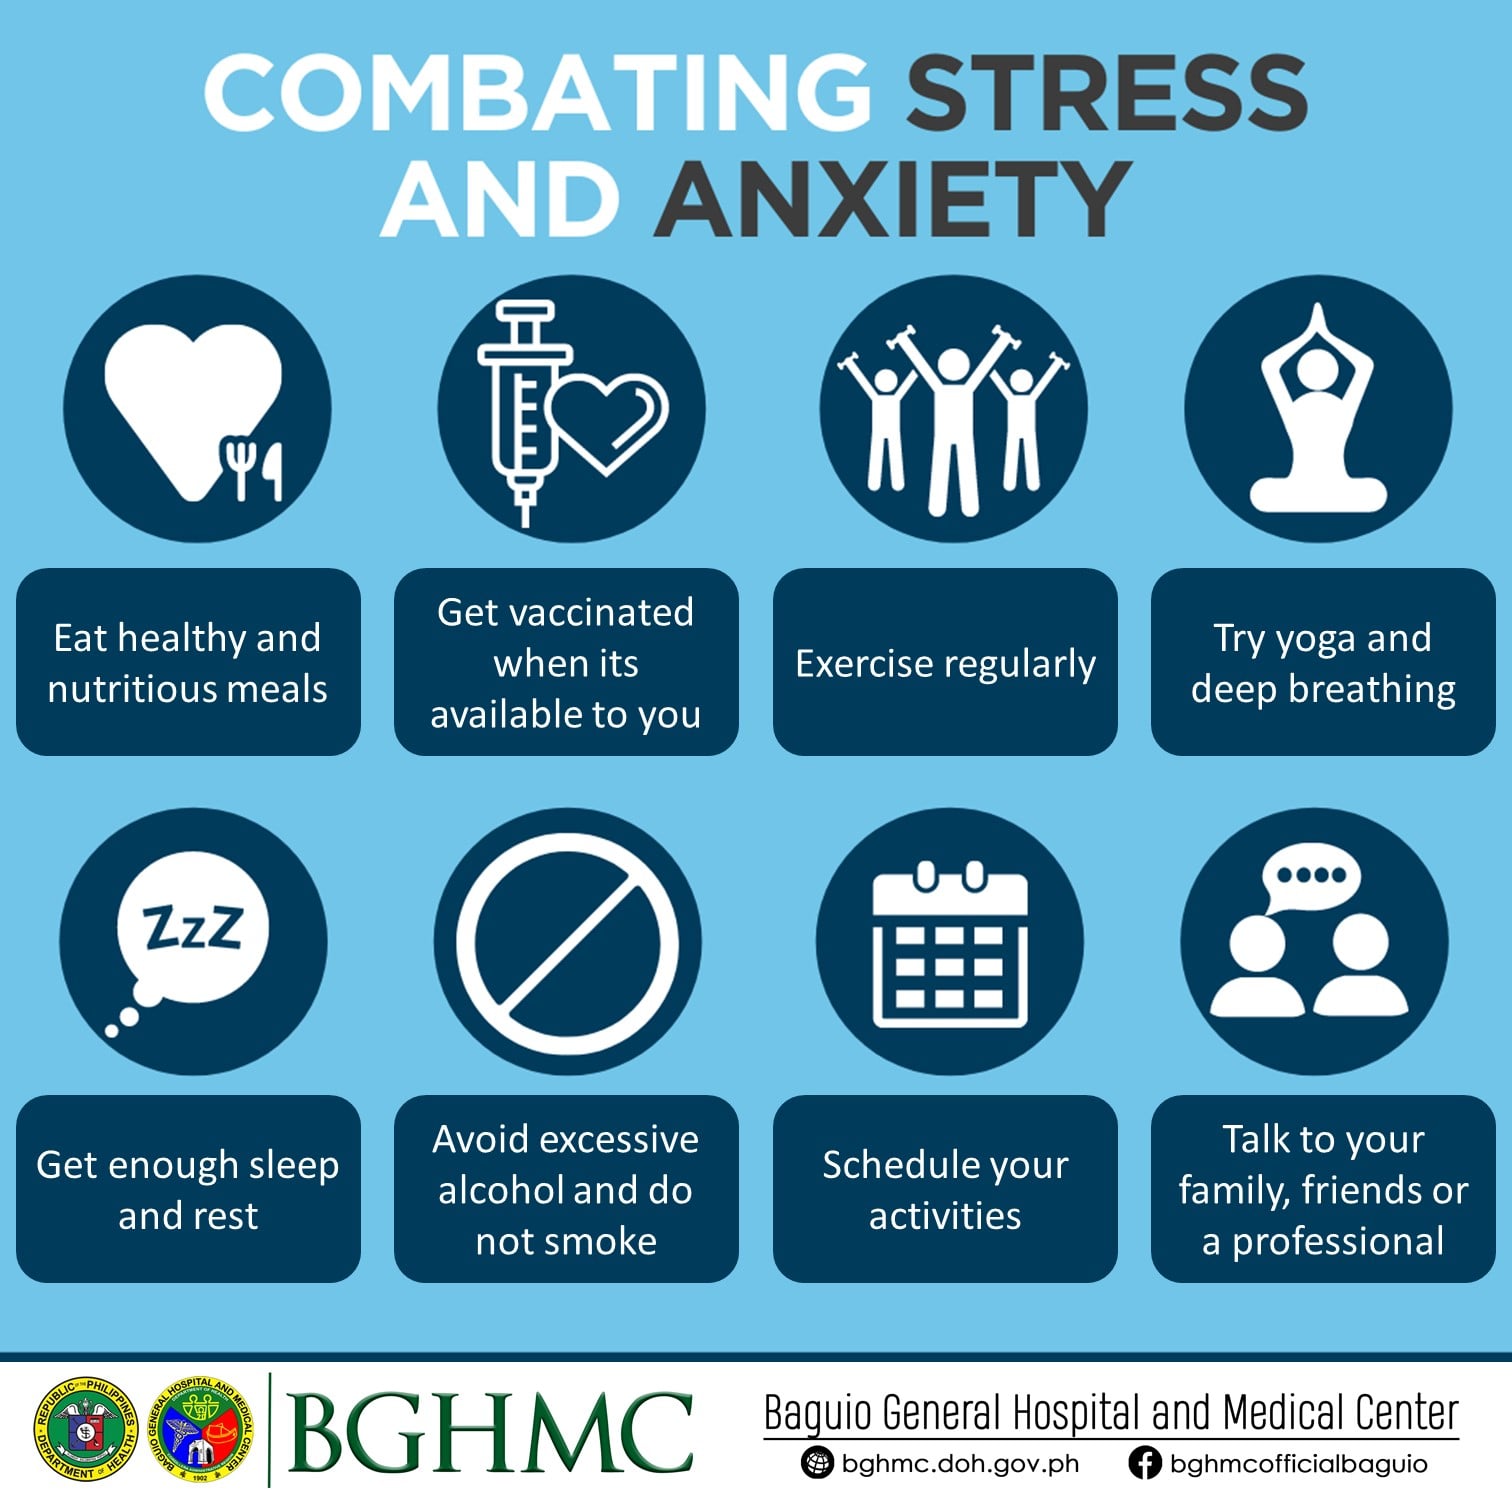 COMBATING STRESS
AND ANXIETY
Eat healthy and
nutritious meals
Get vaccinated
when its
available to you
Exercise regularly
Try yoga and
deep breathing
ZzZ
Get enough sleep
and rest
Avoid excessive
alcohol and do
not smoke
Schedule your
activities
Talk to your
family, friends or
a professional
REPUBLIC OF THE PHILIPPINES
DEPARTMENT OF HEALTH
BAGUIO GENERAL HOSPITAL AND MEDICAL CENTER
DEPARTMENT OF HEALTH
1902
BGHMC
Baguio General Hospital and Medical Center
bghmc.doh.gov.ph
bghmcofficialbaguio